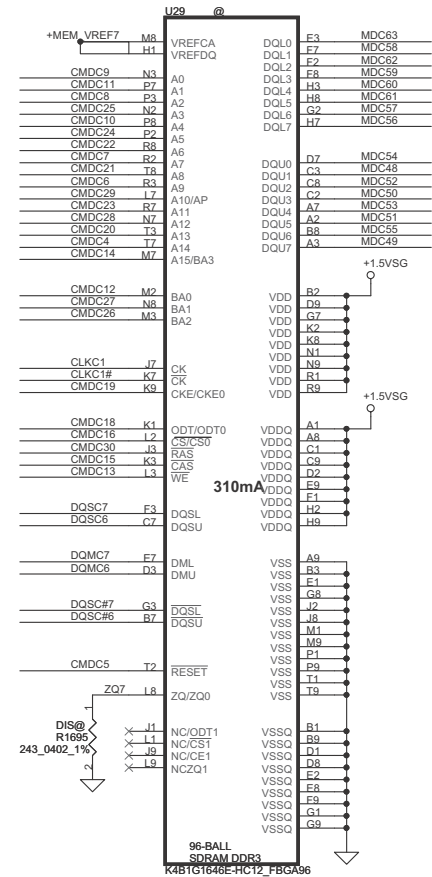 U29 @
+MEM_VREF7 M8 VREFCA
H1 VREFDQ
CMDC9 N3 A0
CMDC11 P7 A1
CMDC8 P3 A2
CMDC25 N2 A3
CMDC10 P8 A4
CMDC24 P2 A5
CMDC22 R8 A6
CMDC7 R2 A7
CMDC21 T8 A8
CMDC6 R3 A9
CMDC29 L7 A10/AP
CMDC23 R7 A11
CMDC28 N7 A12
CMDC20 T3 A13
CMDC4 T7 A14
CMDC14 M7 A15/BA3
CMDC12 M2 BA0
CMDC27 N8 BA1
CMDC26 M3 BA2
CLKC1 J7 CK
CLKC1# K7 CK
CMDC19 K9 CKE/CKE0
CMDC18 K1 ODT/ODT0
CMDC16 L2 CS/CS0
CMDC30 J3 RAS
CMDC15 K3 CAS
CMDC13 L3 WE
310mA
DQSC7 F3 DQSL
DQSC6 C7 DQSU
DQMC7 E7 DML
DQMC6 D3 DMU
DQSC#7 G3 DQSL
DQSC#6 B7 DQSU
CMDC5 T2 RESET
ZQ7 L8 ZQ/ZQ0
1
DIS@
R1695
243_0402_1%
2
J1 NC/ODT1
L1 NC/CS1
J9 NC/CE1
L9 NCZQ1
DQL0 E3 MDC63
DQL1 F7 MDC58
DQL2 F2 MDC62
DQL3 F8 MDC59
DQL4 H3 MDC60
DQL5 H8 MDC61
DQL6 G2 MDC57
DQL7 H7 MDC56
DQU0 D7 MDC54
DQU1 C3 MDC48
DQU2 C8 MDC52
DQU3 C2 MDC50
DQU4 A7 MDC53
DQU5 A2 MDC51
DQU6 B8 MDC55
DQU7 A3 MDC49
+1.5VSG
VDD B2
VDD D9
VDD G7
VDD K2
VDD K8
VDD N1
VDD N9
VDD R1
VDD R9
+1.5VSG
VDDQ A1
VDDQ A8
VDDQ C1
VDDQ C9
VDDQ D2
VDDQ E9
VDDQ F1
VDDQ H2
VDDQ H9
VSS A9
VSS B3
VSS E1
VSS G8
VSS J2
VSS J8
VSS M1
VSS M9
VSS P1
VSS P9
VSS T1
VSS T9
VSSQ B1
VSSQ B9
VSSQ D1
VSSQ D8
VSSQ E2
VSSQ E8
VSSQ F9
VSSQ G1
VSSQ G9
96-BALL
SDRAM DDR3
K4B1G1646E-HC12_FBGA96